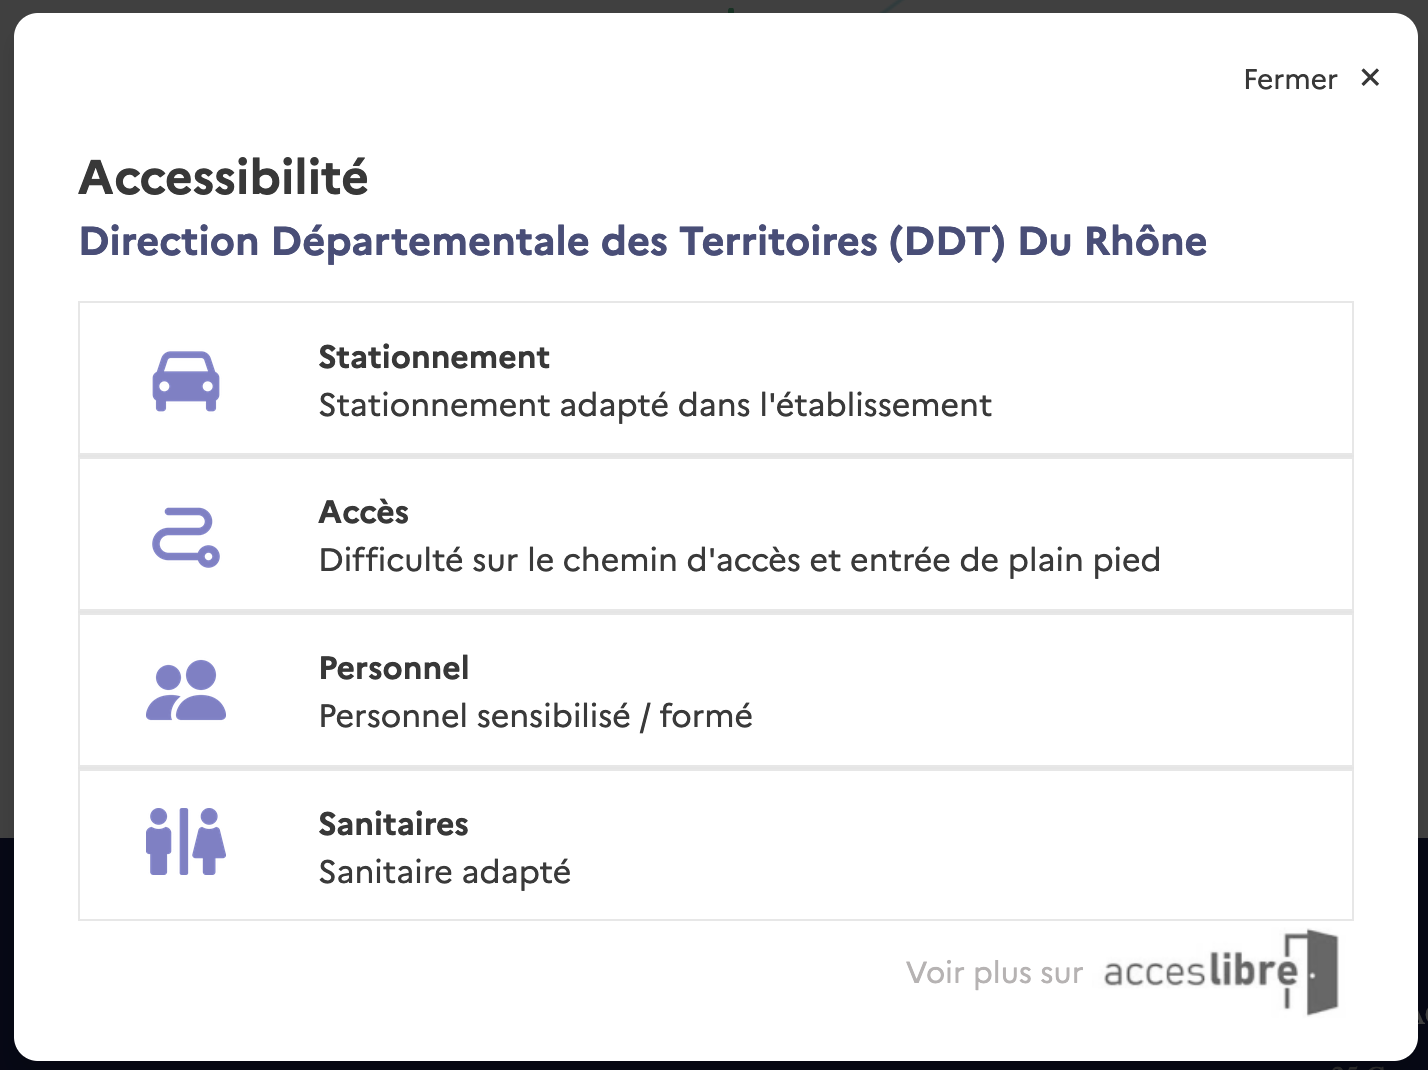 Fermer ✕
Accessibilité
Direction Départementale des Territoires (DDT) Du Rhône
Stationnement
Stationnement adapté dans l'établissement
Accès
Difficulté sur le chemin d'accès et entrée de plain pied
Personnel
Personnel sensibilisé / formé
Sanitaires
Sanitaire adapté
Voir plus sur acceslibre